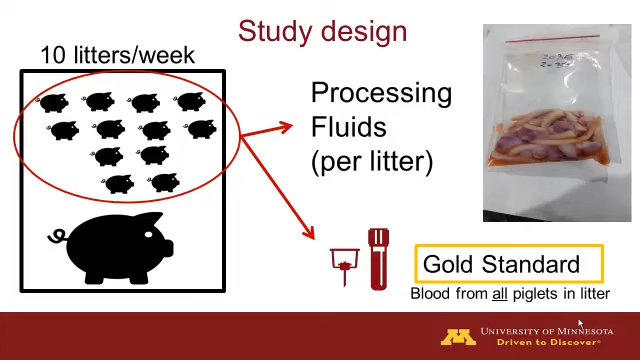 Study design
10 litters/week
Processing
Fluids
(per litter)
Gold Standard
Blood from all piglets in litter
M
UNIVERSITY OF MINNESOTA
Driven to Discover℠